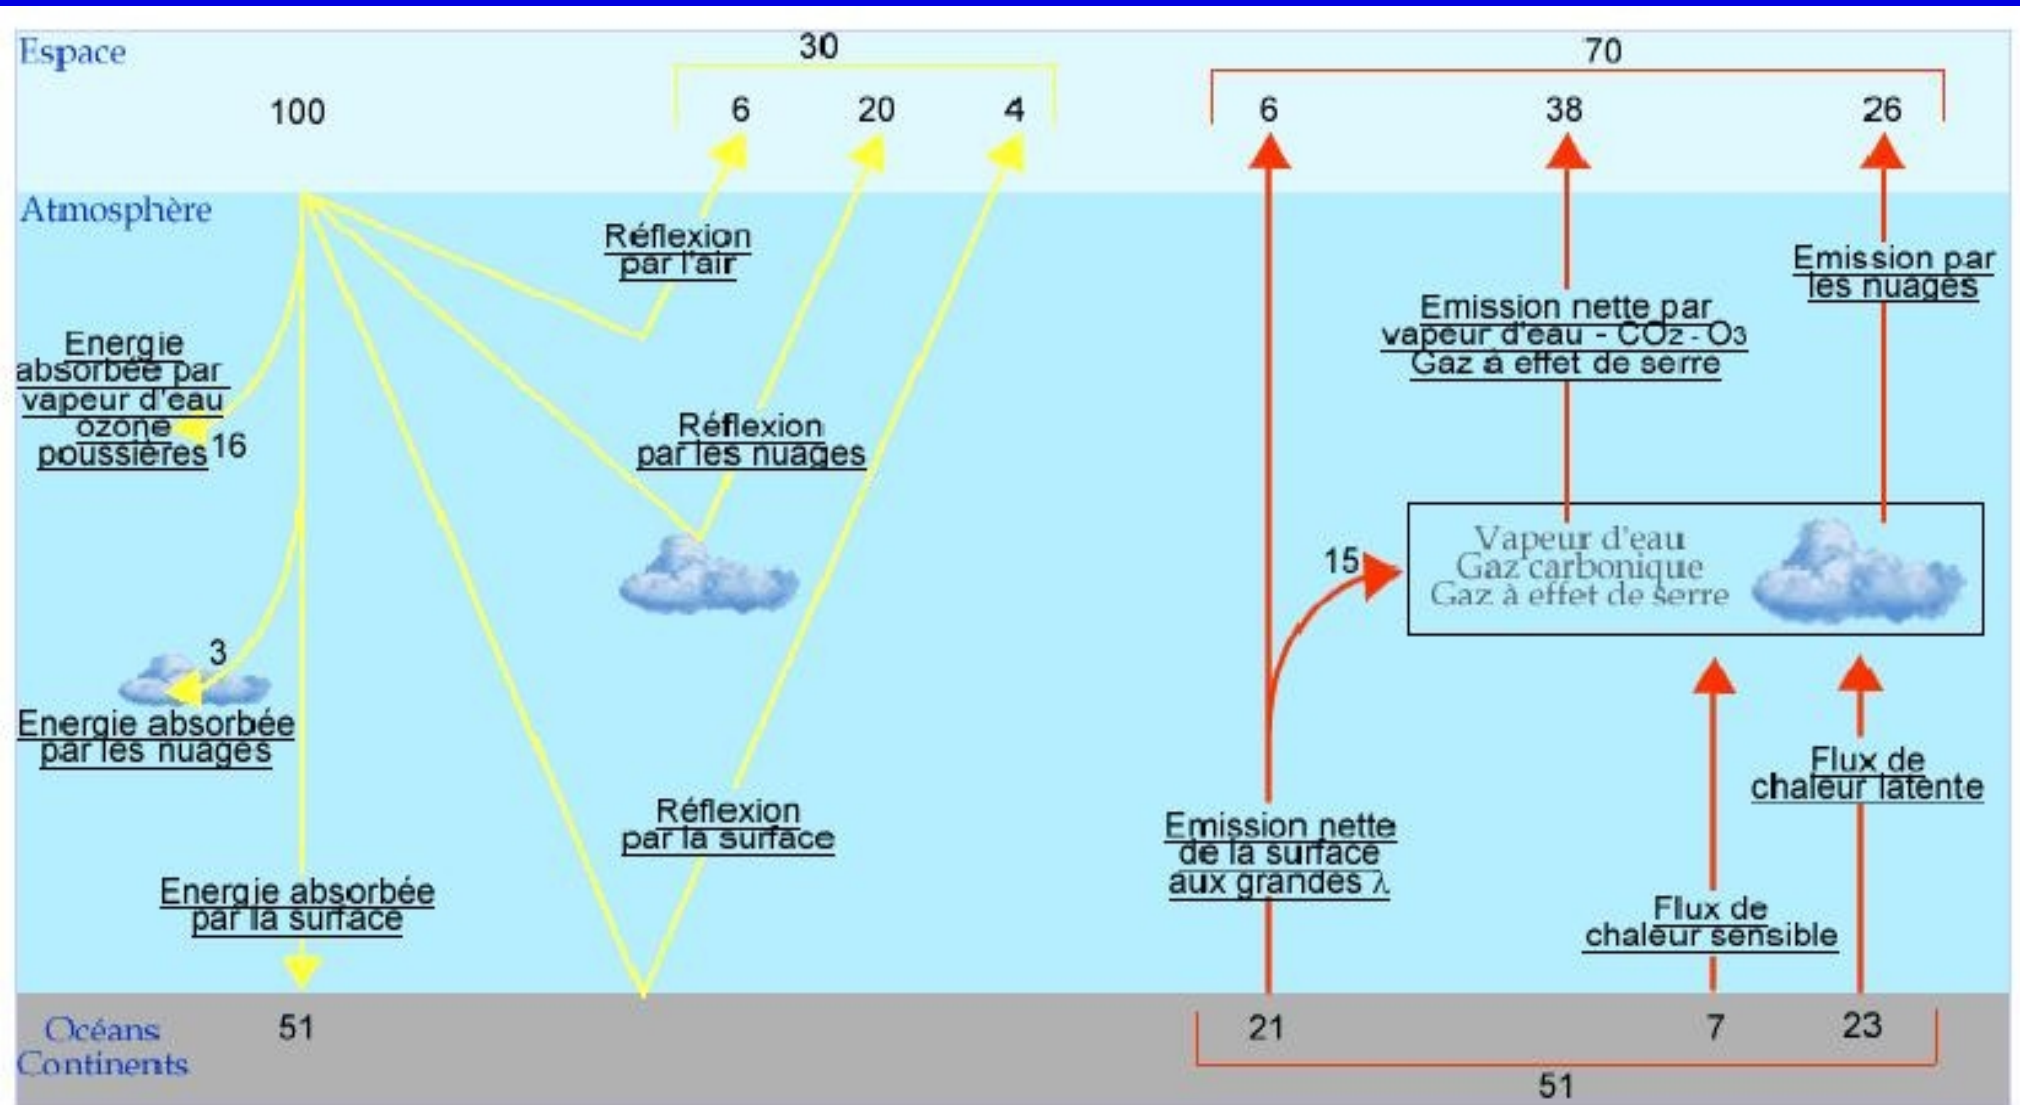 Espace
30
70
100
6
20
4
6
38
26
Atmosphère
Réflexion
par l'air
Emission par
les nuages
Emission nette par
vapeur d'eau - CO2 - O3
Gaz à effet de serre
Energie
absorbée par
vapeur d'eau
ozone
poussières
16
Réflexion
par les nuages
Vapeur d'eau
Gaz carbonique
Gaz à effet de serre
15
3
Energie absorbée
par les nuages
Flux de
chaleur latente
Réflexion
par la surface
Emission nette
de la surface
aux grandes λ
Energie absorbée
par la surface
Flux de
chaleur sensible
Océans
Continents
51
21
7
23
51